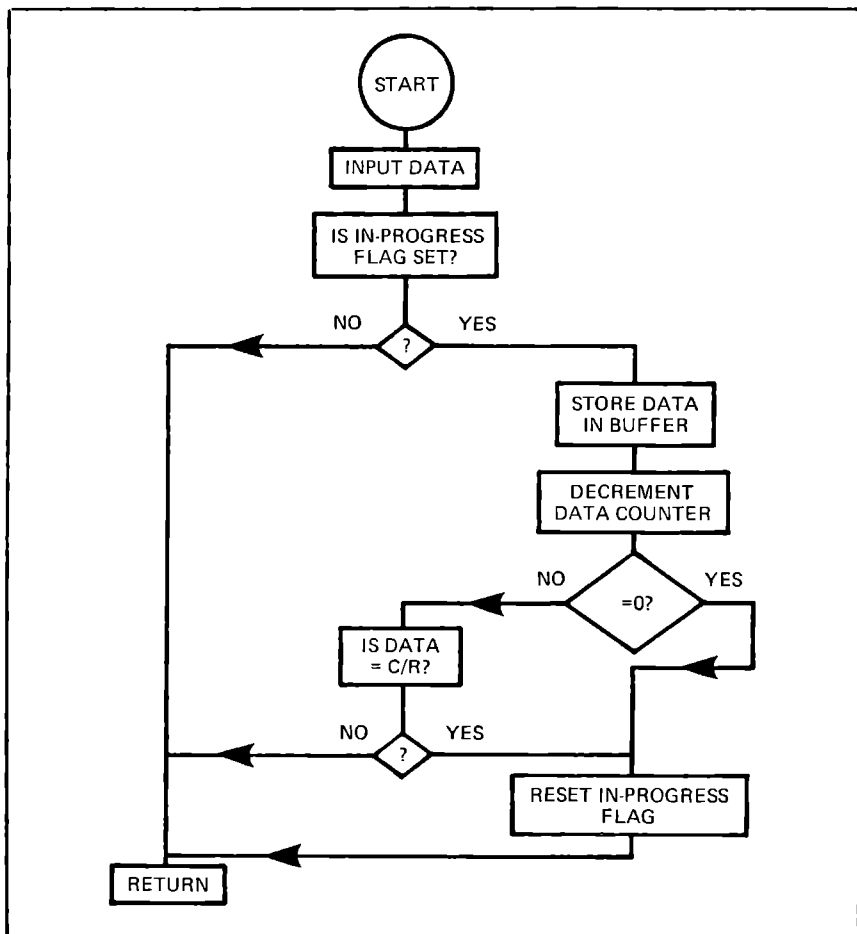 START
INPUT DATA
IS IN-PROGRESS
FLAG SET?
NO
YES
?
STORE DATA
IN BUFFER
DECREMENT
DATA COUNTER
NO
YES
=0?
IS DATA
= C/R?
NO
YES
?
RESET IN-PROGRESS
FLAG
RETURN